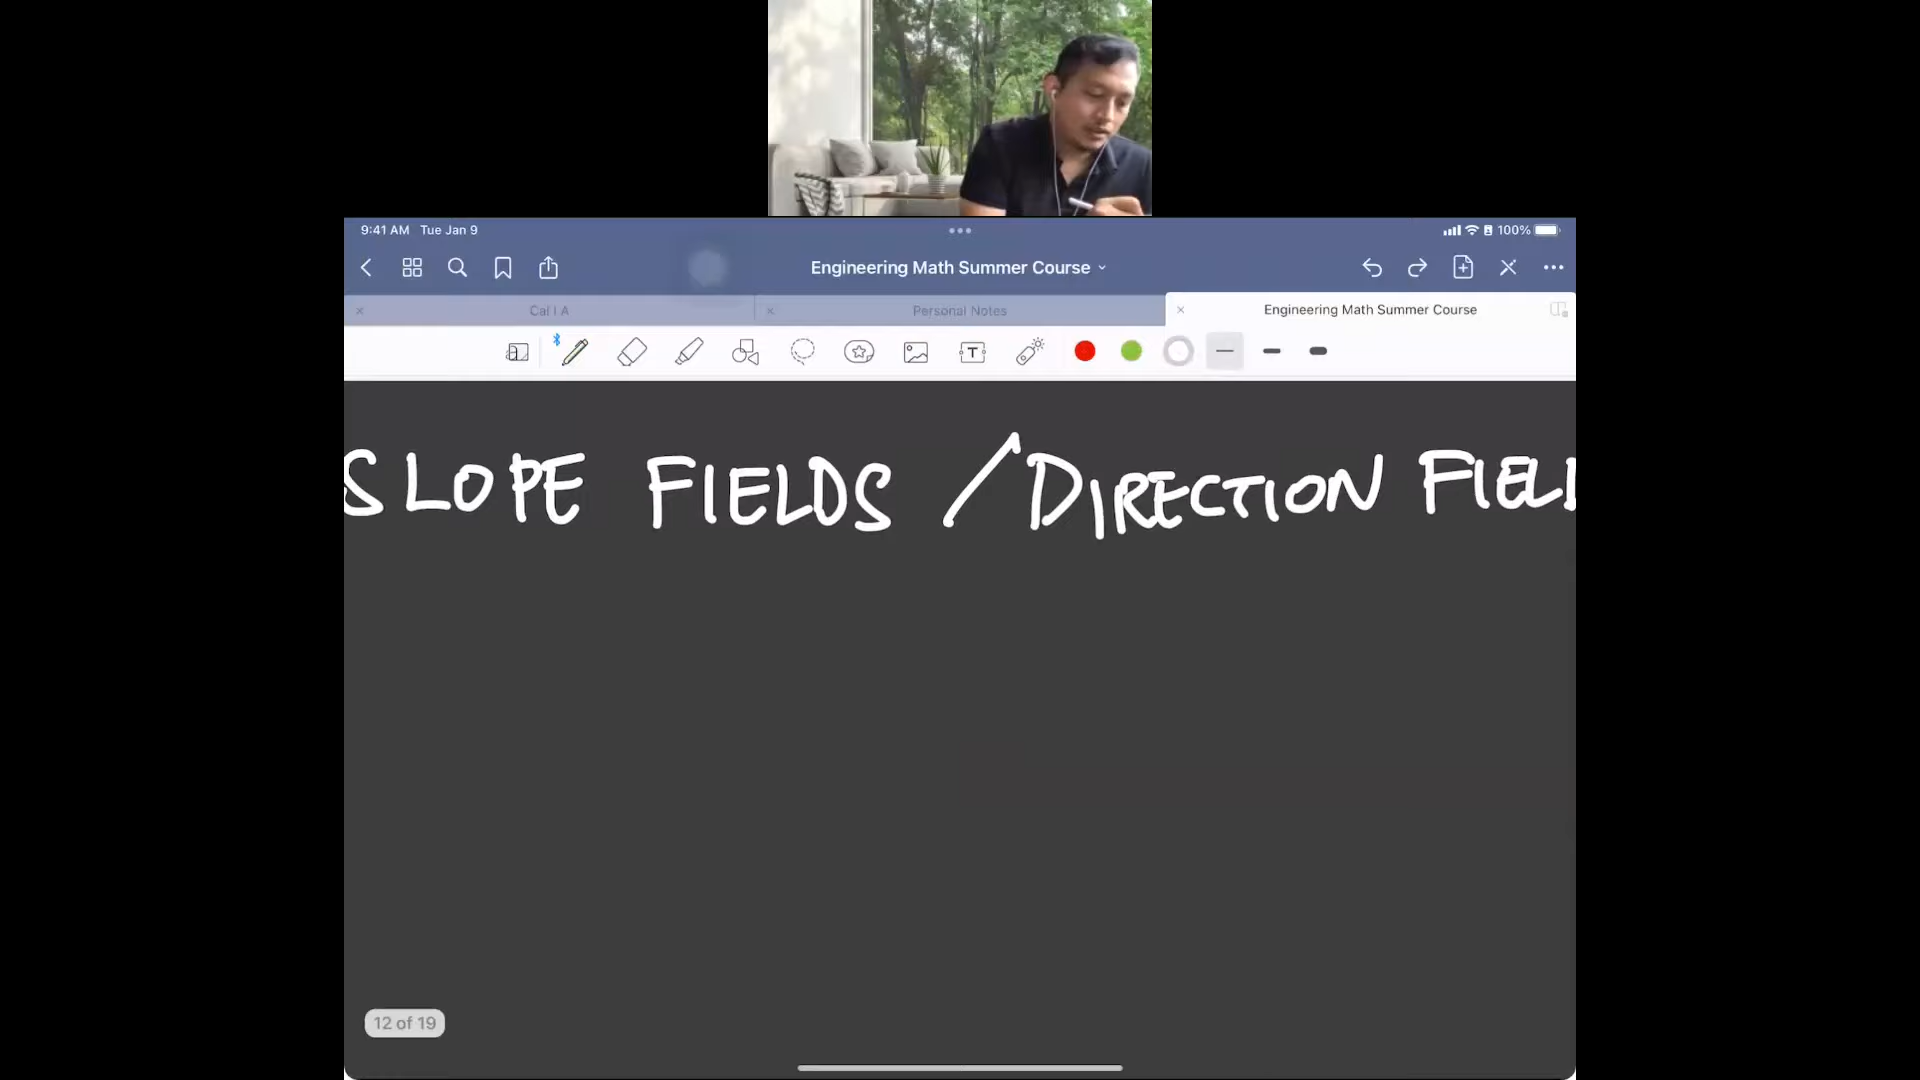 9:41 AM Tue Jan 9
100%
Engineering Math Summer Course
Cal I A
Personal Notes
Engineering Math Summer Course
T
SLOPE FIELDS / DIRECTION FIEL
12 of 19